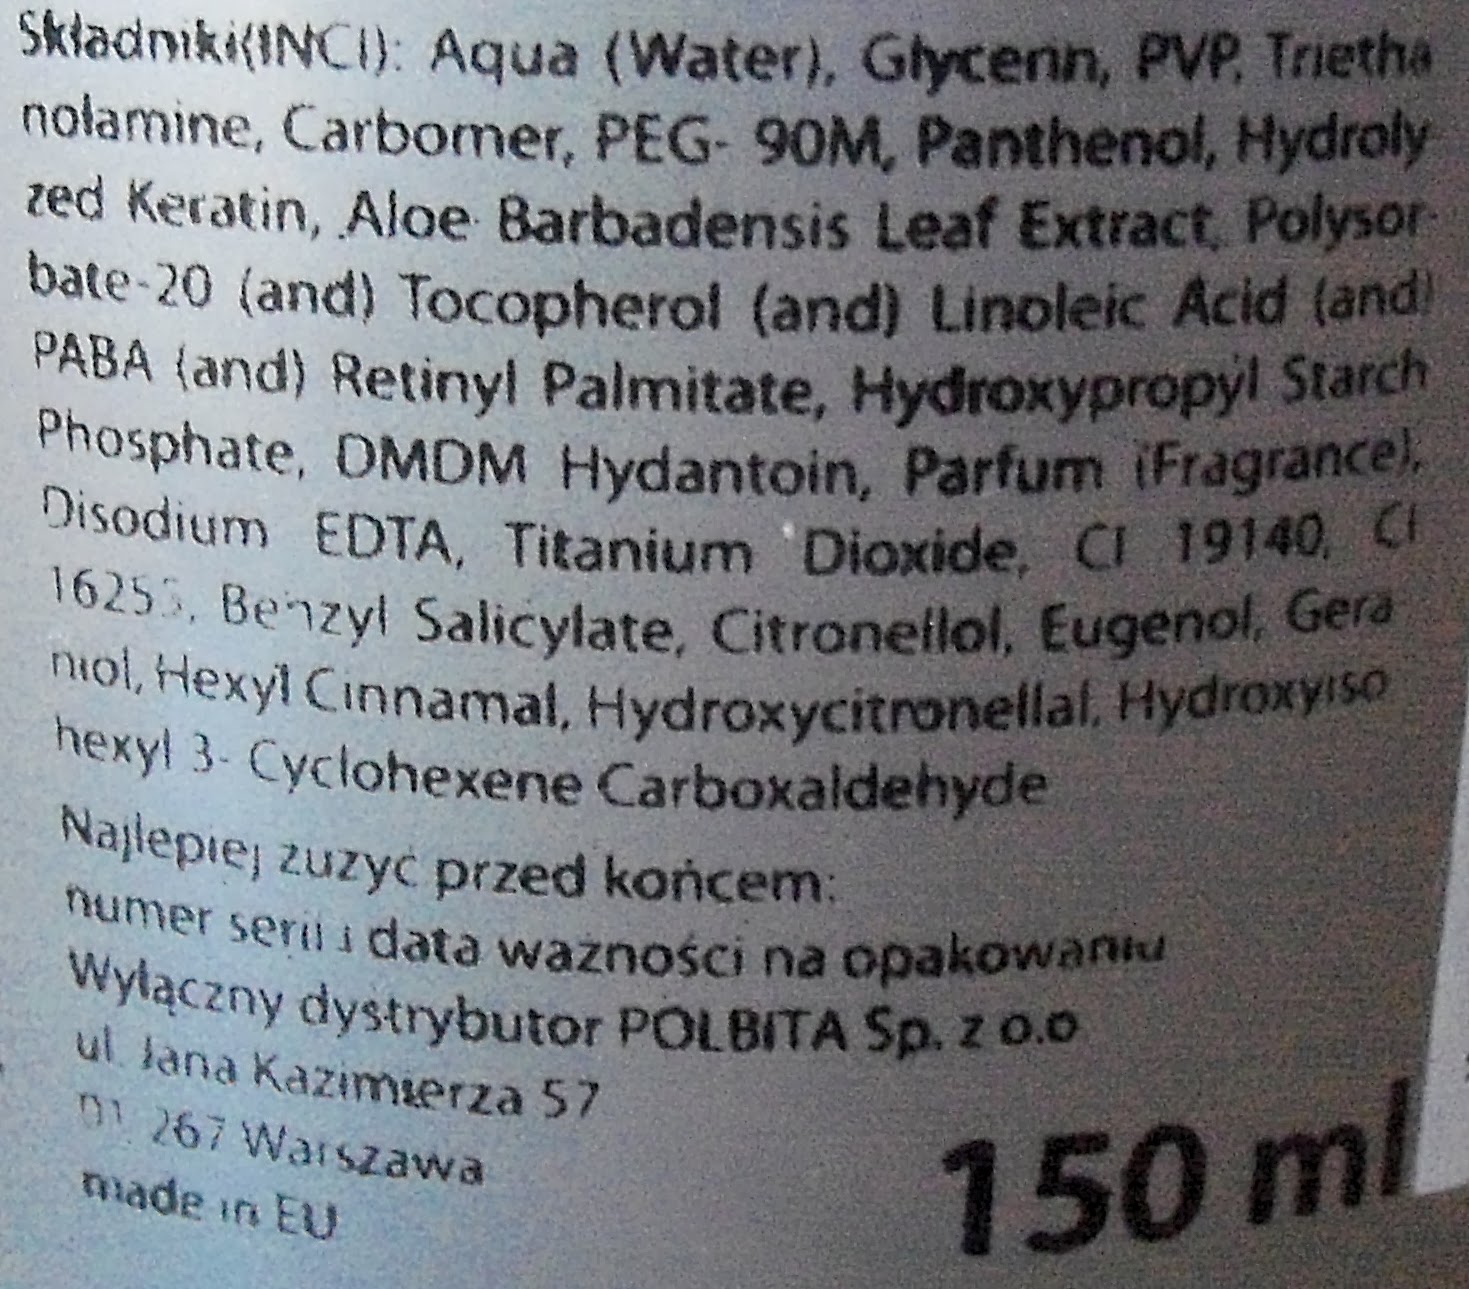 Składniki(INCI): Aqua (Water), Glycerin, PVP, Trietha
nolamine, Carbomer, PEG- 90M, Panthenol, Hydroly
zed Keratin, Aloe Barbadensis Leaf Extract, Polysor-
bate-20 (and) Tocopherol (and) Linoleic Acid (and)
PABA (and) Retinyl Palmitate, Hydroxypropyl Starch
Phosphate, DMDM Hydantoin, Parfum (Fragrance),
Disodium EDTA, Titanium Dioxide, CI 19140, CI
16255, Benzyl Salicylate, Citronellol, Eugenol, Gera
niol, Hexyl Cinnamal, Hydroxycitronellal, Hydroxyiso
hexyl 3- Cyclohexene Carboxaldehyde
Najlepiej zużyć przed końcem:
numer serii i data ważności na opakowaniu
Wyłączny dystrybutor POLBITA Sp. z o.o
ul. Jana Kazimierza 57
267 Warszawa
made in EU
150 ml